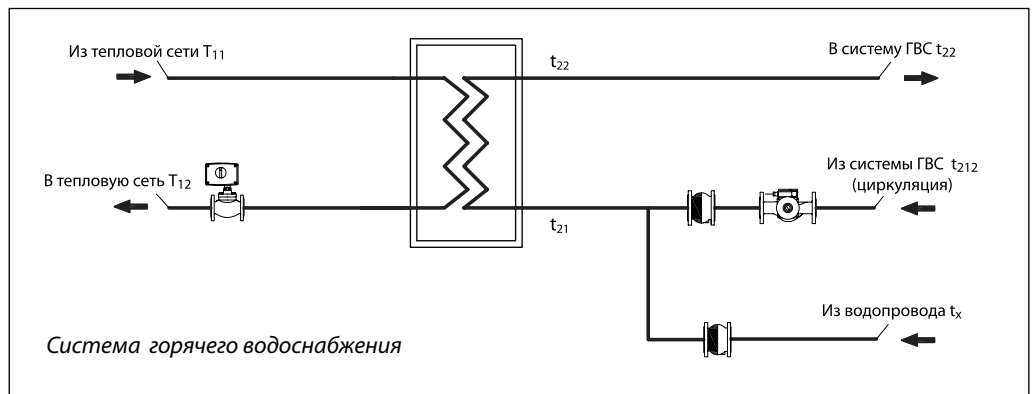 Из тепловой сети T11
t22
В систему ГВС t22
В тепловую сеть T12
Из системы ГВС t212
(циркуляция)
t21
Из водопровода tx
Система горячего водоснабжения